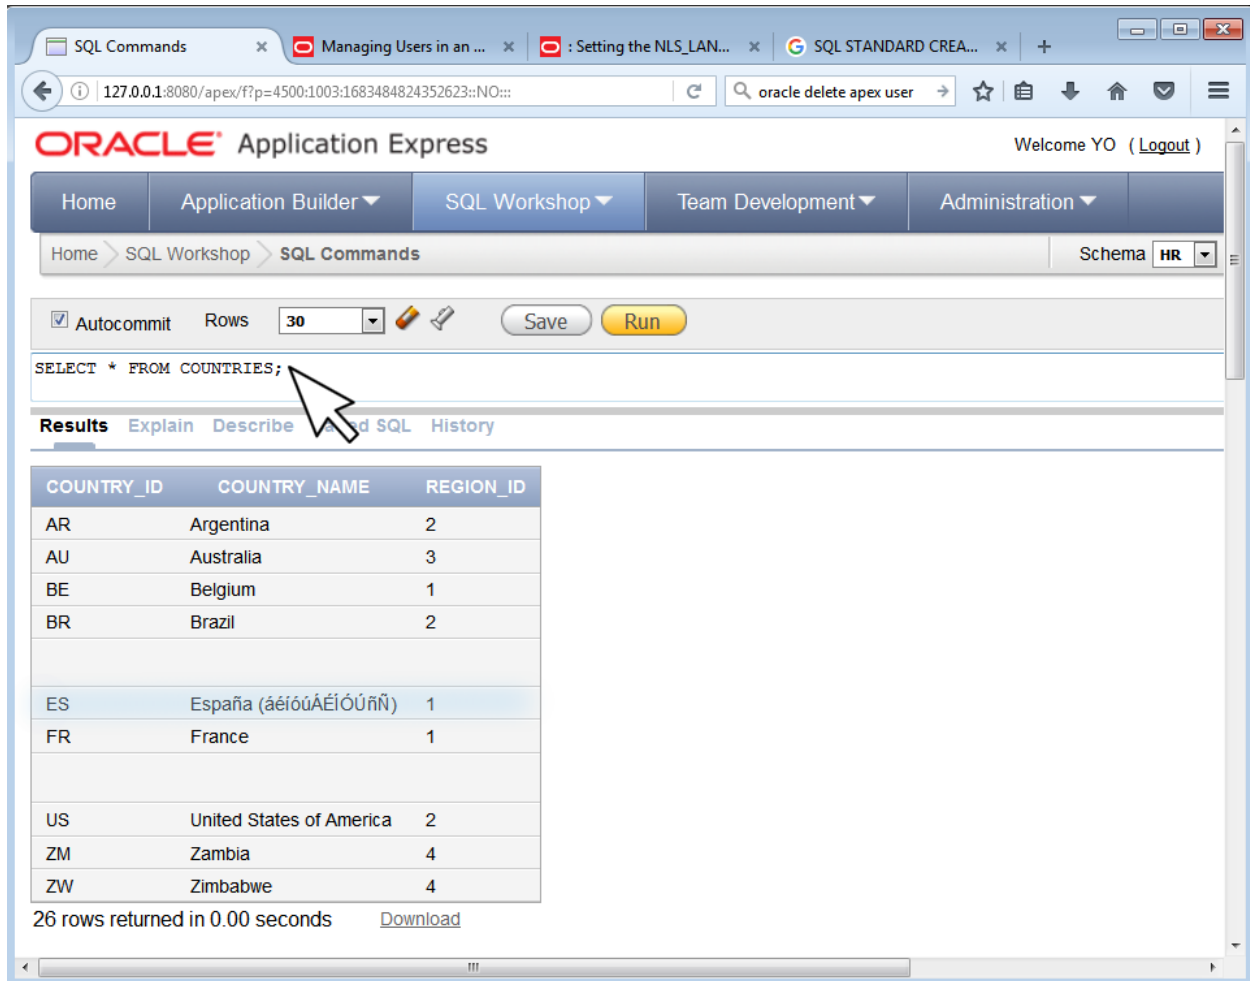 SQL Commands
Managing Users in an ...
: Setting the NLS_LAN...
SQL STANDARD CREA...
127.0.0.1:8080/apex/f?p=4500:1003:1683484824352623::NO:::
oracle delete apex user
ORACLE Application Express
Welcome YO ( Logout )
Home Application Builder SQL Workshop Team Development Administration
Home SQL Workshop SQL Commands
Schema HR
Autocommit Rows 30 Save Run
SELECT * FROM COUNTRIES;
Results Explain Describe SQL History
COUNTRY_ID COUNTRY_NAME REGION_ID
AR Argentina 2
AU Australia 3
BE Belgium 1
BR Brazil 2
ES España (áéíóúÁÉÍÓÚñÑ) 1
FR France 1
US United States of America 2
ZM Zambia 4
ZW Zimbabwe 4
26 rows returned in 0.00 seconds Download